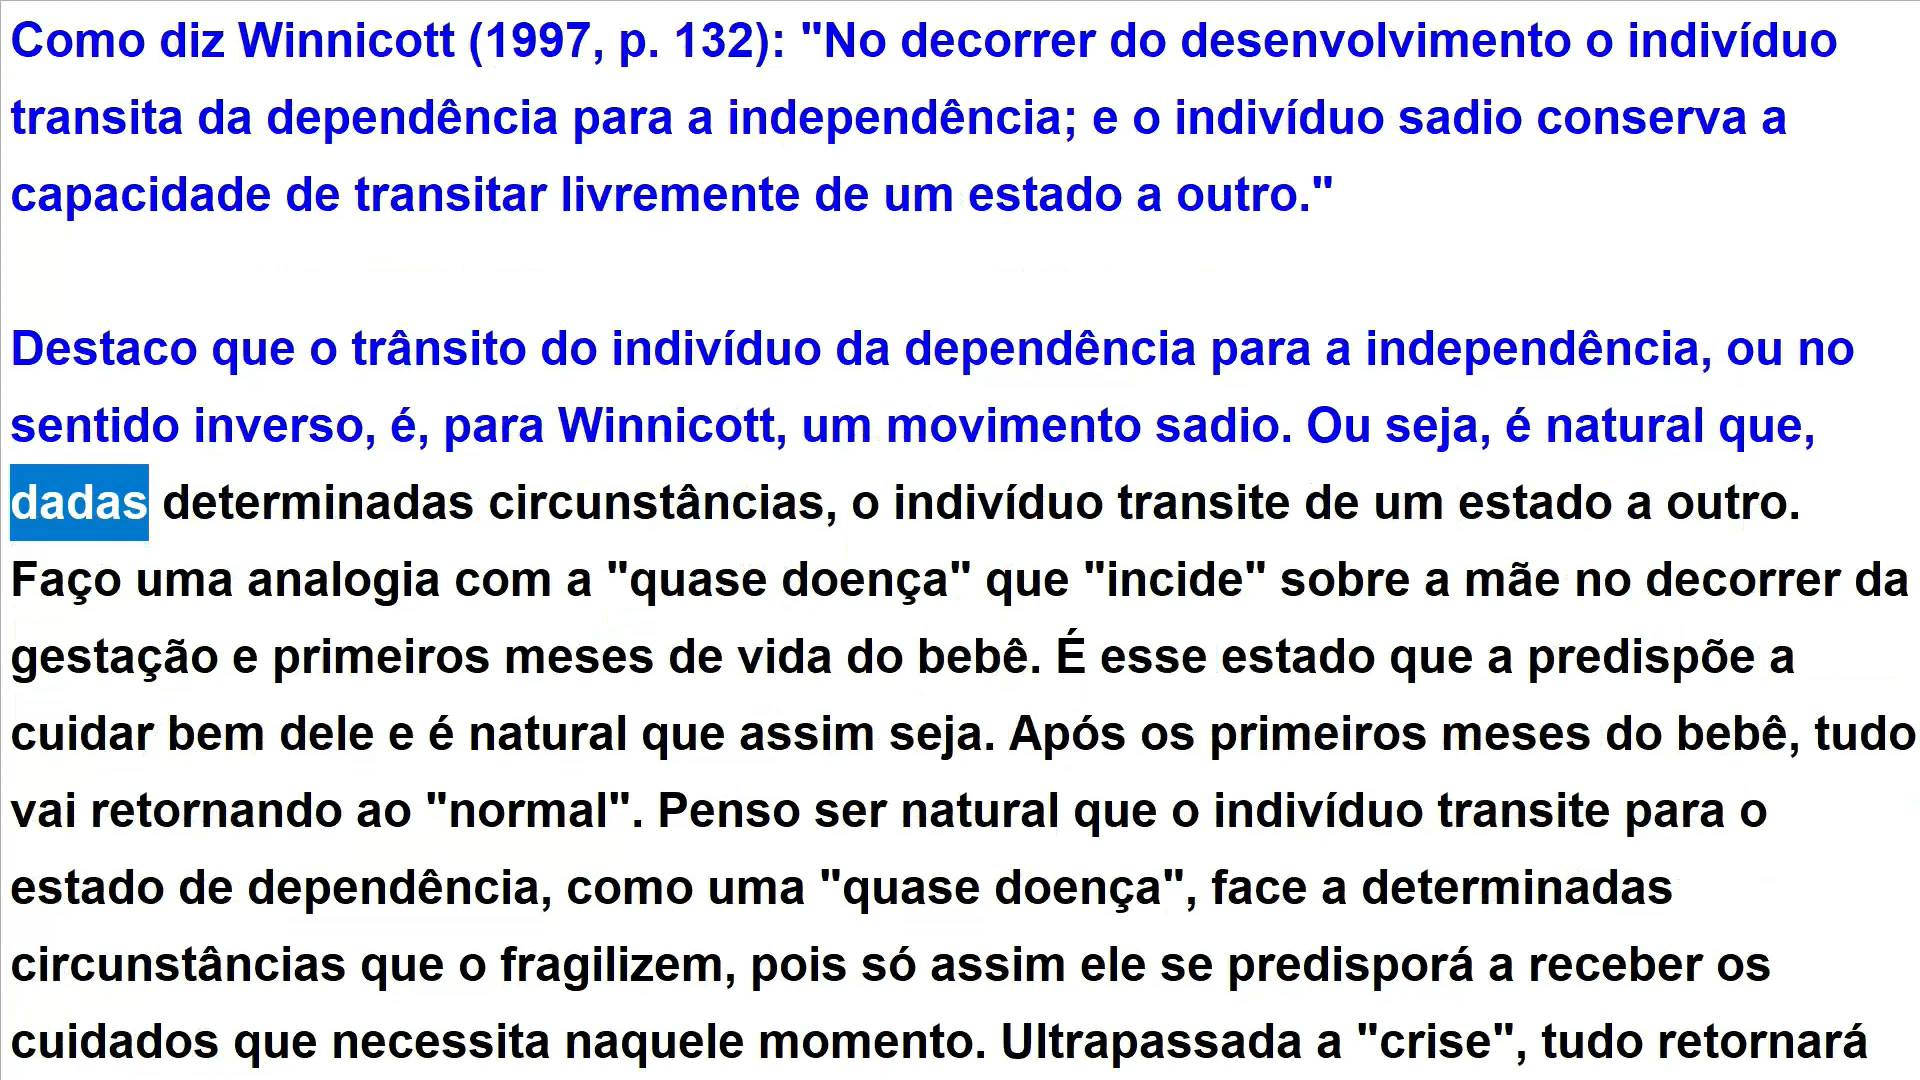 Como diz Winnicott (1997, p. 132): "No decorrer do desenvolvimento o indivíduo
transita da dependência para a independência; e o indivíduo sadio conserva a
capacidade de transitar livremente de um estado a outro."
Destaco que o trânsito do indivíduo da dependência para a independência, ou no
sentido inverso, é, para Winnicott, um movimento sadio. Ou seja, é natural que,
dadas determinadas circunstâncias, o indivíduo transite de um estado a outro.
Faço uma analogia com a "quase doença" que "incide" sobre a mãe no decorrer da
gestação e primeiros meses de vida do bebê. É esse estado que a predispõe a
cuidar bem dele e é natural que assim seja. Após os primeiros meses do bebê, tudo
vai retornando ao "normal". Penso ser natural que o indivíduo transite para o
estado de dependência, como uma "quase doença", face a determinadas
circunstâncias que o fragilizem, pois só assim ele se predisporá a receber os
cuidados que necessita naquele momento. Ultrapassada a "crise", tudo retornará